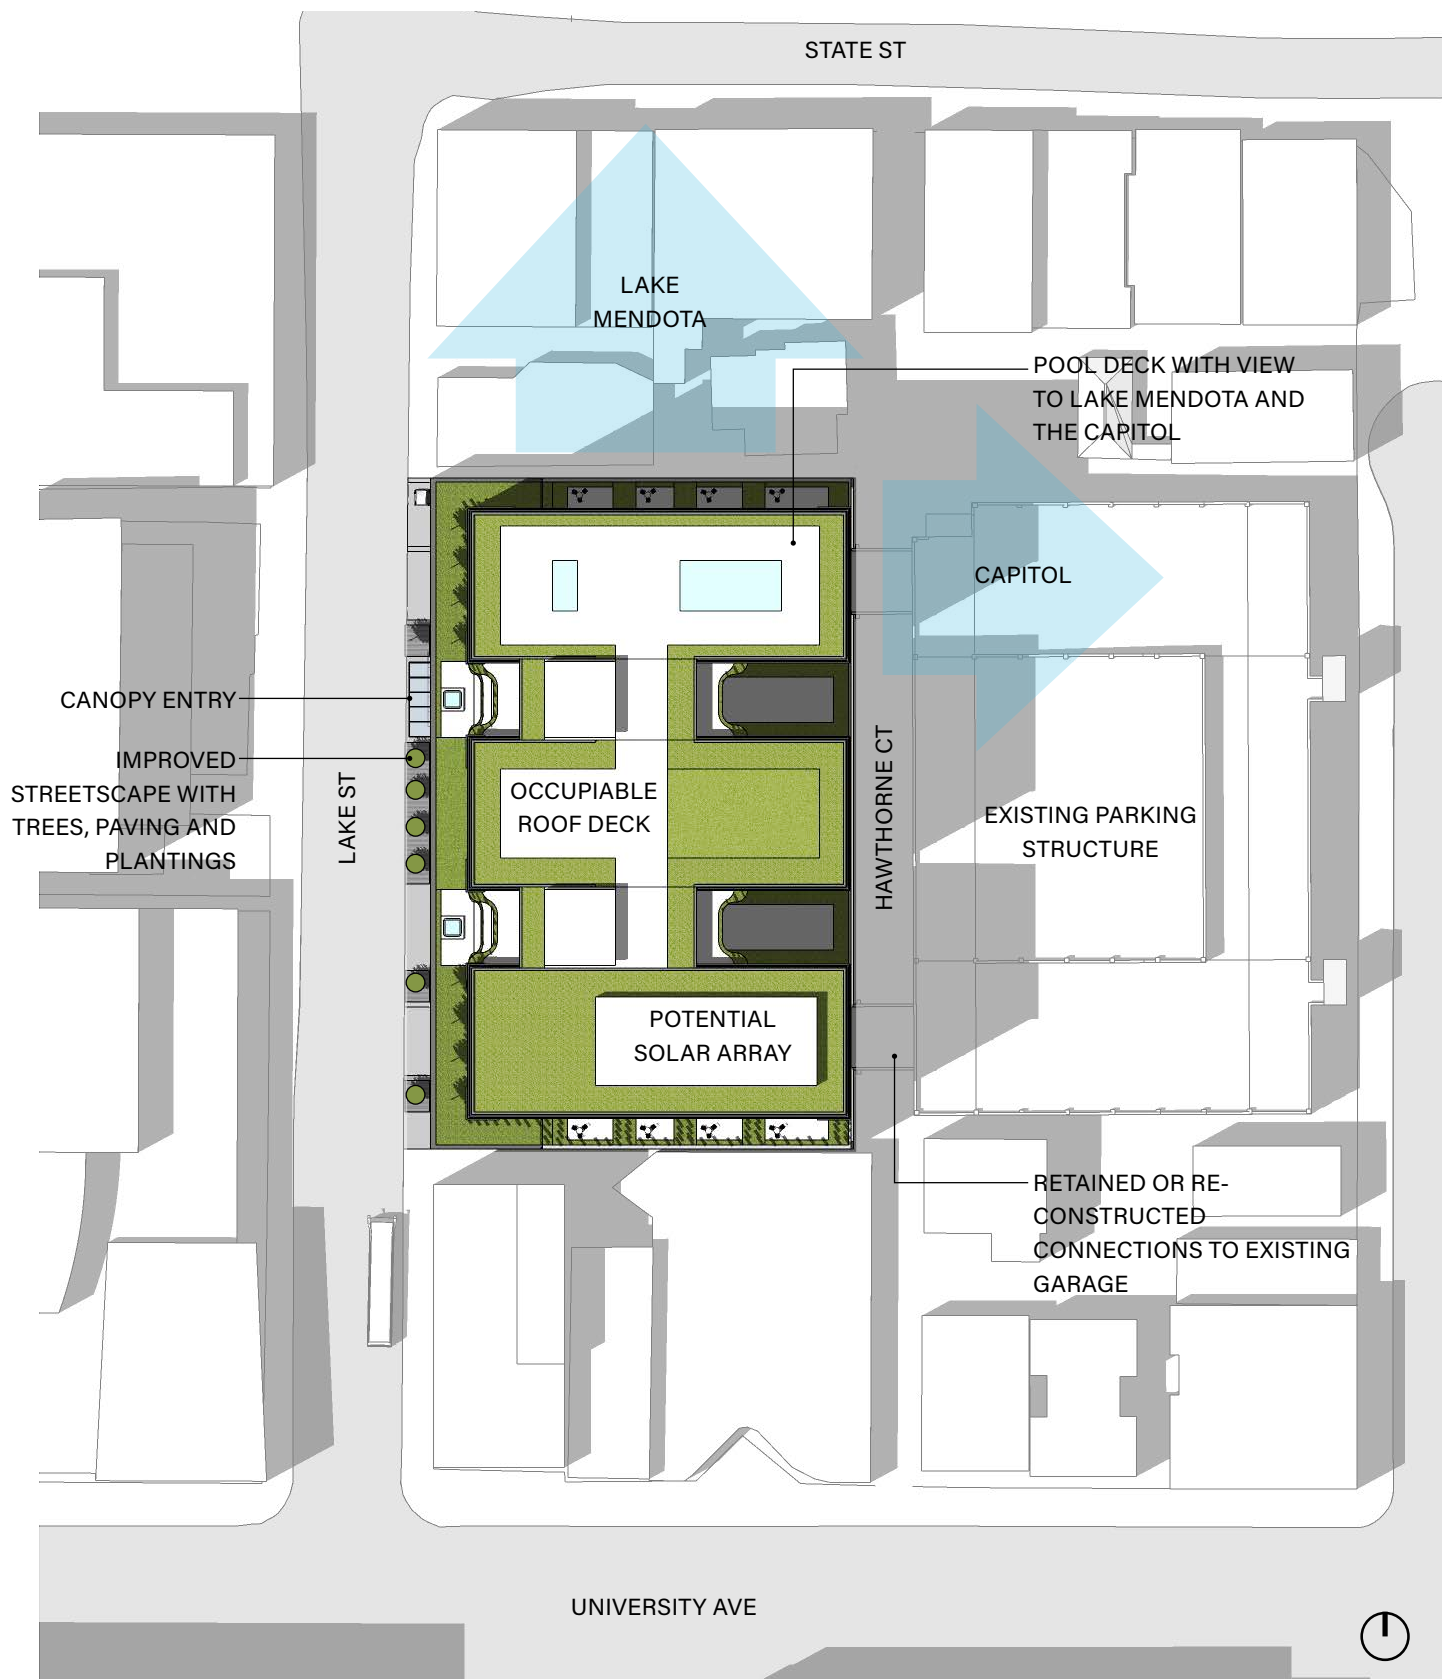 STATE ST
LAKE
MENDOTA
POOL DECK WITH VIEW
TO LAKE MENDOTA AND
THE CAPITOL
CAPITOL
CANOPY ENTRY
IMPROVED
STREETSCAPE WITH
TREES, PAVING AND
PLANTINGS
LAKE ST
OCCUPIABLE
ROOF DECK
HAWTHORNE CT
EXISTING PARKING
STRUCTURE
POTENTIAL
SOLAR ARRAY
RETAINED OR RE-
CONSTRUCTED
CONNECTIONS TO EXISTING
GARAGE
UNIVERSITY AVE